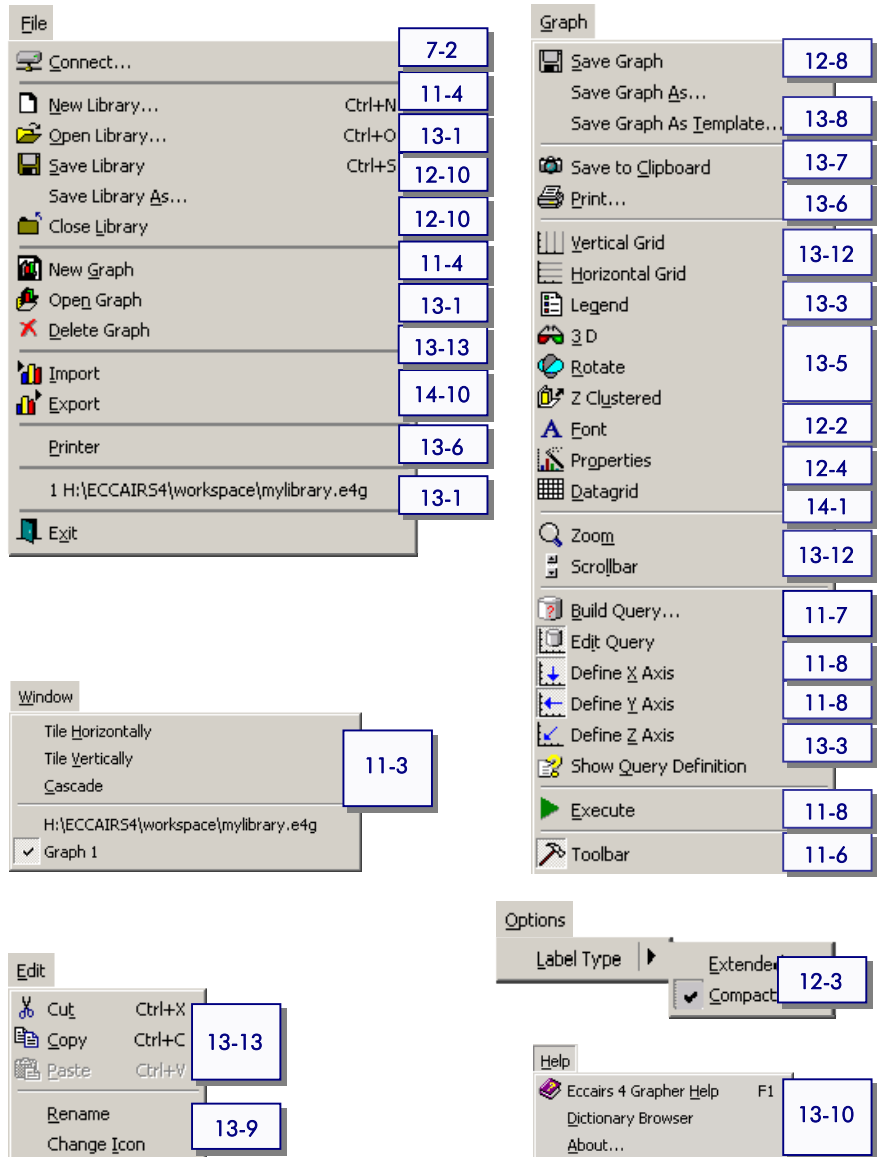 File
Connect... 7-2
New Library... Ctrl+N 11-4
Open Library... Ctrl+O 13-1
Save Library Ctrl+S 12-10
Save Library As...
Close Library 12-10
New Graph 11-4
Open Graph 13-1
Delete Graph 13-13
Import
Export 14-10
Printer 13-6
1 H:\ECCAIRS4\workspace\mylibrary.e4g 13-1
Exit
Graph
Save Graph 12-8
Save Graph As...
Save Graph As Template... 13-8
Save to Clipboard 13-7
Print... 13-6
Vertical Grid 13-12
Horizontal Grid
Legend 13-3
3 D
Rotate 13-5
Z Clustered
Font 12-2
Properties 12-4
Datagrid 14-1
Zoom 13-12
Scrollbar
Build Query... 11-7
Edit Query
Define X Axis 11-8
Define Y Axis 11-8
Define Z Axis 13-3
Show Query Definition
Execute 11-8
Toolbar 11-6
Window
Tile Horizontally
Tile Vertically 11-3
Cascade
H:\ECCAIRS4\workspace\mylibrary.e4g
Graph 1
Options
Label Type Extende
Compact 12-3
Edit
Cut Ctrl+X
Copy Ctrl+C 13-13
Paste Ctrl+V
Rename
Change Icon 13-9
Help
Eccairs 4 Grapher Help F1
Dictionary Browser 13-10
About...